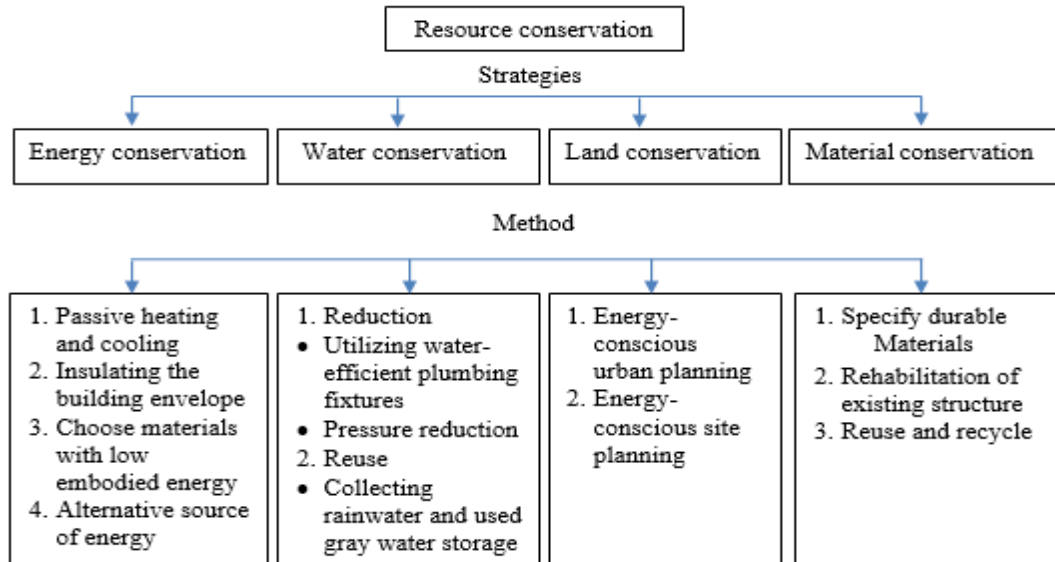 Resource conservation
Strategies
Energy conservation
Water conservation
Land conservation
Material conservation
Method
1. Passive heating
and cooling
2. Insulating the
building envelope
3. Choose materials
with low
embodied energy
4. Alternative source
of energy
1. Reduction
• Utilizing water-
efficient plumbing
fixtures
• Pressure reduction
2. Reuse
• Collecting
rainwater and used
gray water storage
1. Energy-
conscious
urban planning
2. Energy-
conscious site
planning
1. Specify durable
Materials
2. Rehabilitation of
existing structure
3. Reuse and recycle